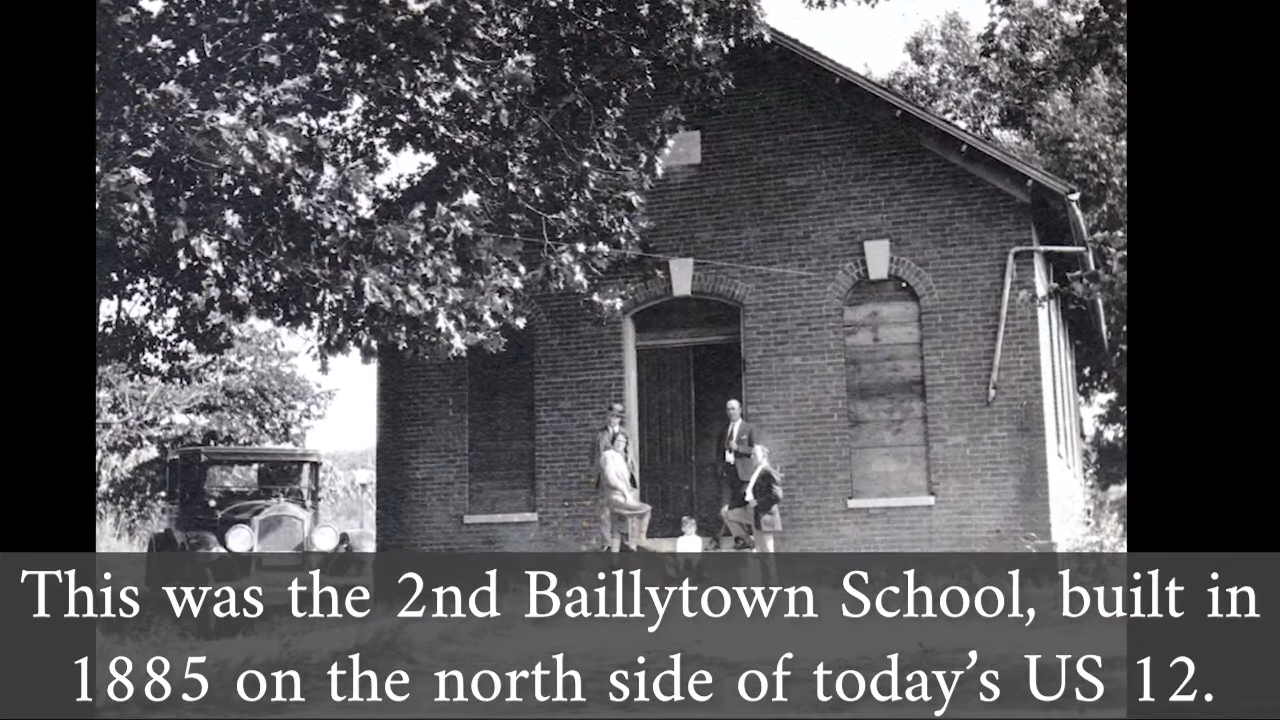 This was the 2nd Baillytown School, built in
1885 on the north side of today’s US 12.